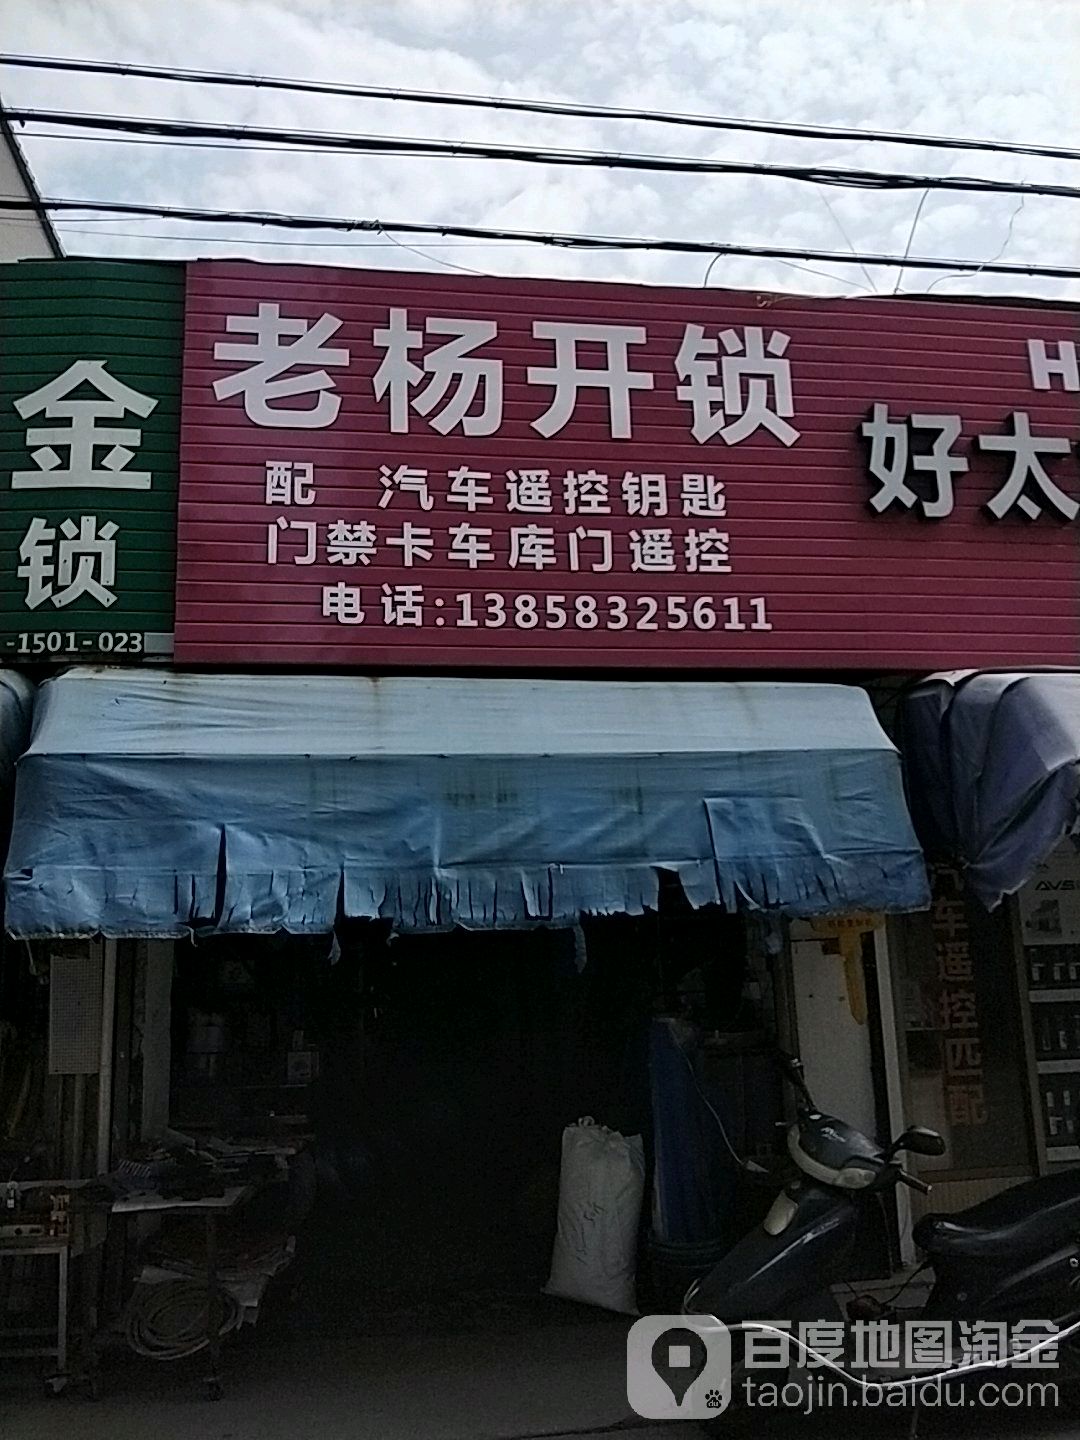 金
锁
-1501-023
老杨开锁
配 汽车遥控钥匙
门禁卡车库门遥控
电话:13858325611
H
好太
汽车遥控匹配
百度地图淘金
taojin.baidu.com